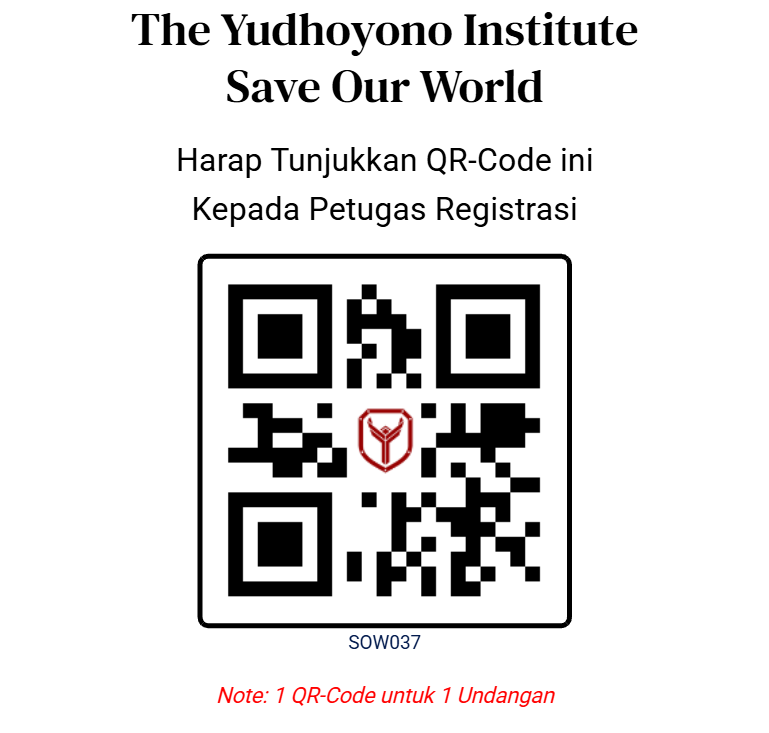 The Yudhoyono Institute
Save Our World
Harap Tunjukkan QR-Code ini
Kepada Petugas Registrasi
SOW037
Note: 1 QR-Code untuk 1 Undangan